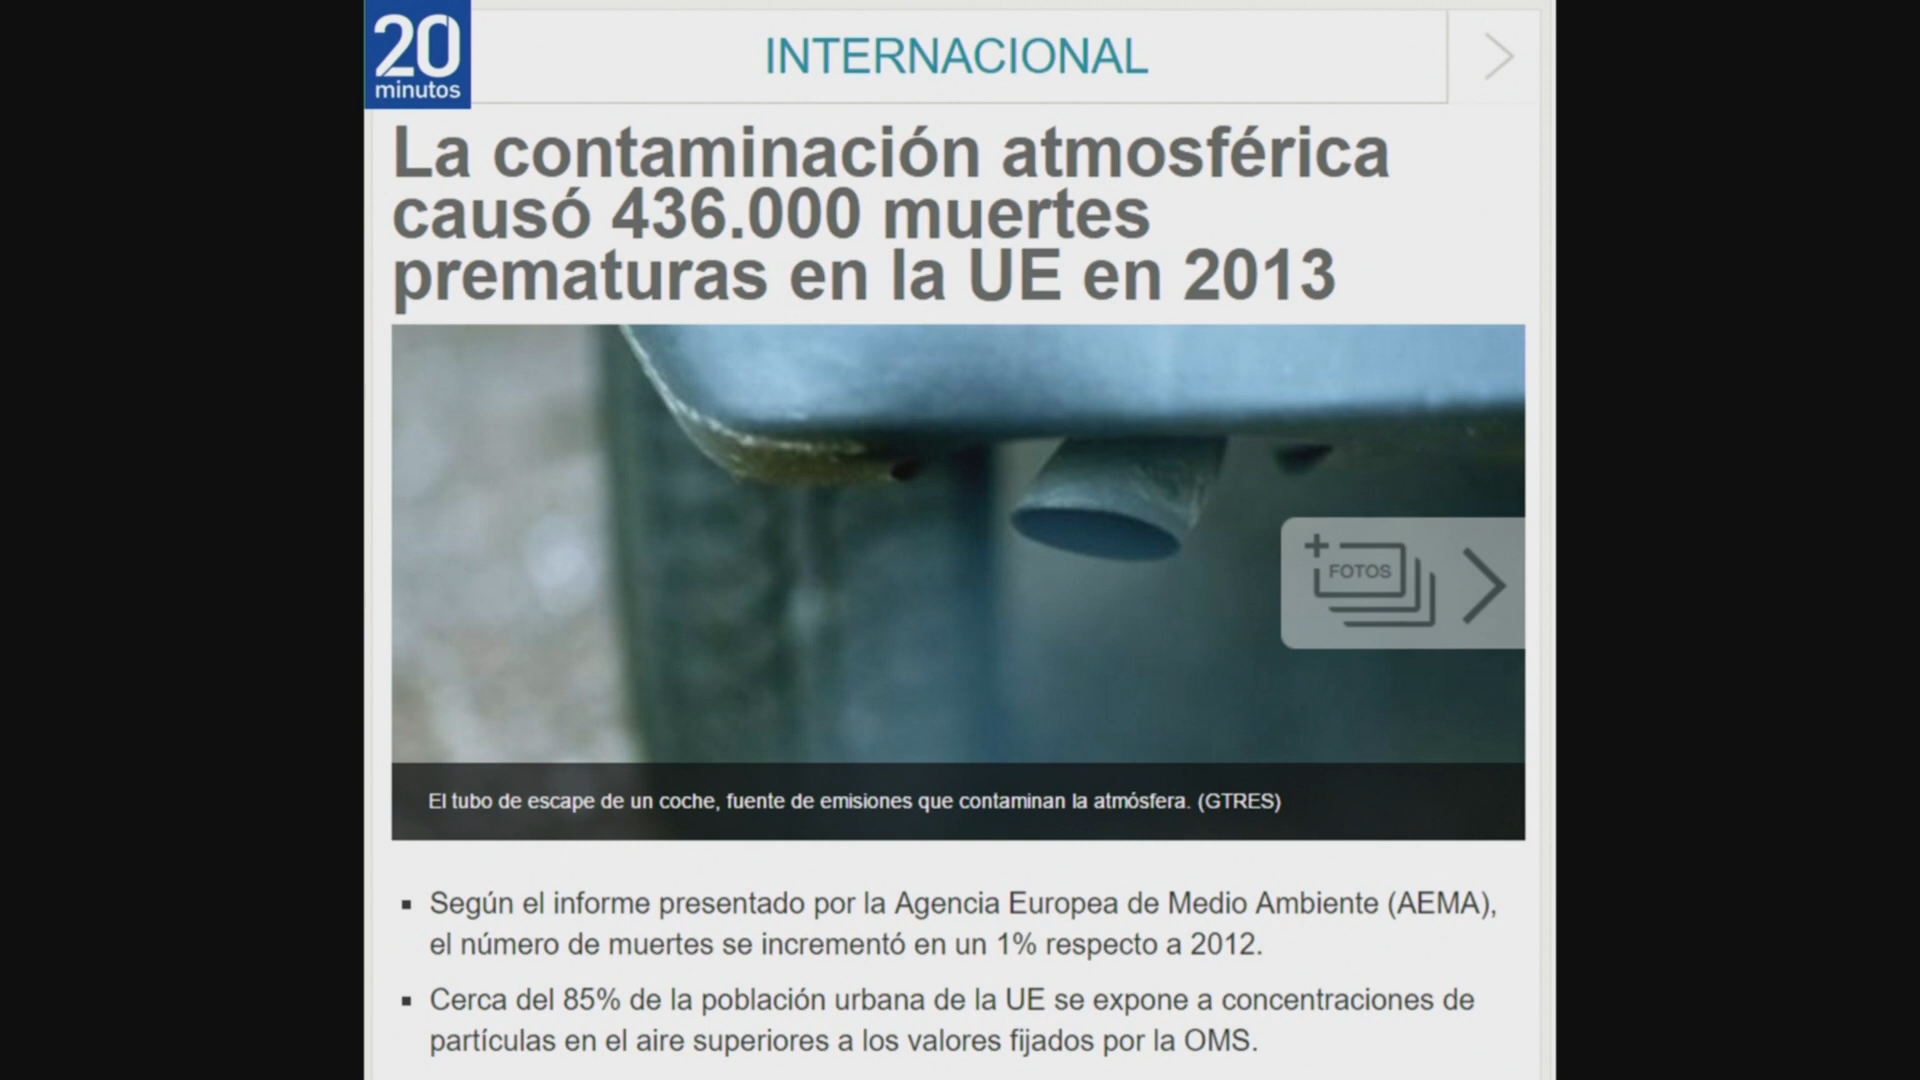 20
minutos
INTERNACIONAL
La contaminación atmosférica
causó 436.000 muertes
prematuras en la UE en 2013
FOTOS
El tubo de escape de un coche, fuente de emisiones que contaminan la atmósfera. (GTRES)
Según el informe presentado por la Agencia Europea de Medio Ambiente (AEMA),
el número de muertes se incrementó en un 1% respecto a 2012.
Cerca del 85% de la población urbana de la UE se expone a concentraciones de
partículas en el aire superiores a los valores fijados por la OMS.